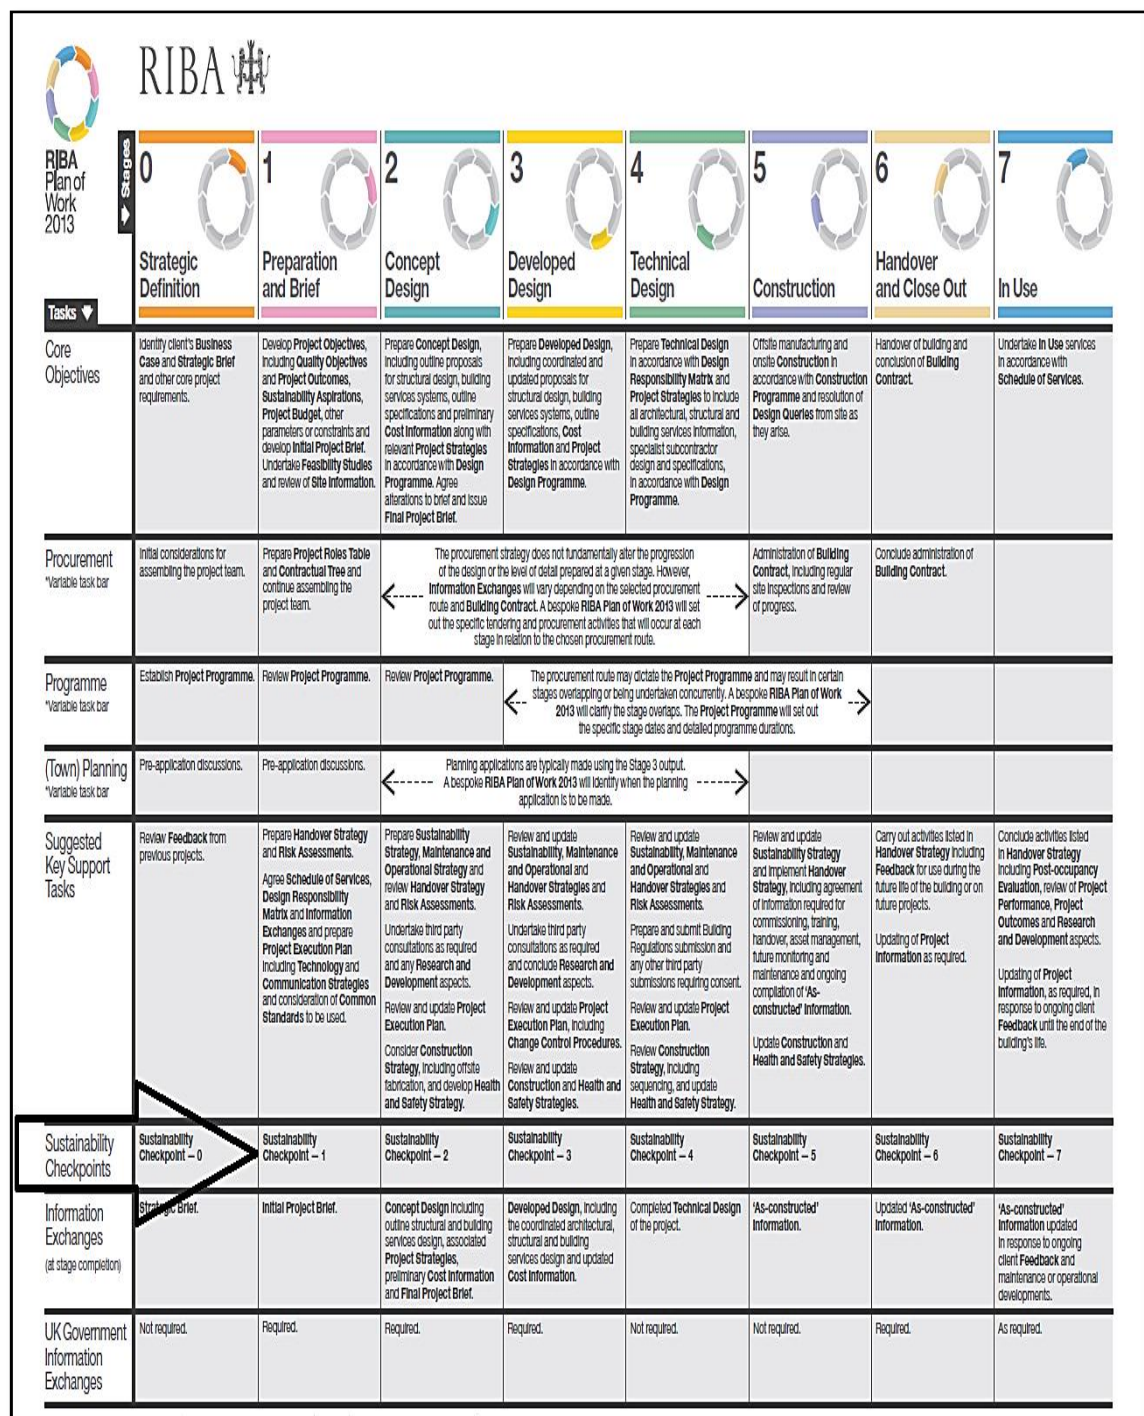 RIBA
RIBA
Plan of
Work
2013
Stages
0
Strategic
Definition
1
Preparation
and Brief
2
Concept
Design
3
Developed
Design
4
Technical
Design
5
Construction
6
Handover
and Close Out
7
In Use
Tasks
Core
Objectives
Identify client's Business
Case and Strategic Brief
and other core project
requirements.
Develop Project Objectives,
including Quality Objectives
and Project Outcomes,
Sustainability Aspirations,
Project Budget, other
parameters or constraints and
develop Initial Project Brief.
Undertake Feasibility Studies
and review of Site Information.
Prepare Concept Design,
including outline proposals
for structural design, building
services systems, outline
specifications and preliminary
Cost Information along with
relevant Project Strategies
in accordance with Design
Programme. Agree
alterations to brief and issue
Final Project Brief.
Prepare Developed Design,
including coordinated and
updated proposals for
structural design, building
services systems, outline
specifications, Cost
Information and Project
Strategies in accordance with
Design Programme.
Prepare Technical Design
in accordance with Design
Responsibility Matrix and
Project Strategies to include
all architectural, structural and
building services information,
specialist subcontractor
design and specifications,
in accordance with Design
Programme.
Offsite manufacturing and
onsite Construction in
accordance with Construction
Programme and resolution of
Design Queries from site as
they arise.
Handover of building and
conclusion of Building
Contract.
Undertake In Use services
in accordance with
Schedule of Services.
Procurement
*Variable task bar
Initial considerations for
assembling the project team.
Prepare Project Roles Table
and Contractual Tree and
continue assembling the
project team.
The procurement strategy does not fundamentally alter the progression
of the design or the level of detail prepared at a given stage. However,
Information Exchanges will vary depending on the selected procurement
route and Building Contract. A bespoke RIBA Plan of Work 2013 will set
out the specific tendering and procurement activities that will occur at each
stage in relation to the chosen procurement route.
Administration of Building
Contract, including regular
site inspections and review
of progress.
Conclude administration of
Building Contract.
Programme
*Variable task bar
Establish Project Programme.
Review Project Programme.
Review Project Programme.
The procurement route may dictate the Project Programme and may result in certain
stages overlapping or being undertaken concurrently. A bespoke RIBA Plan of Work
2013 will clarify the stage overlaps. The Project Programme will set out
the specific stage dates and detailed programme durations.
(Town) Planning
*Variable task bar
Pre-application discussions.
Pre-application discussions.
Planning applications are typically made using the Stage 3 output.
A bespoke RIBA Plan of Work 2013 will identify when the planning
application is to be made.
Suggested
Key Support
Tasks
Review Feedback from
previous projects.
Prepare Handover Strategy
and Risk Assessments.
Agree Schedule of Services,
Design Responsibility
Matrix and Information
Exchanges and prepare
Project Execution Plan
including Technology and
Communication Strategies
and consideration of Common
Standards to be used.
Prepare Sustainability
Strategy, Maintenance and
Operational Strategy and
review Handover Strategy
and Risk Assessments.
Undertake third party
consultations as required
and any Research and
Development aspects.
Review and update Project
Execution Plan.
Consider Construction
Strategy, including offsite
fabrication, and develop Health
and Safety Strategy.
Review and update
Sustainability, Maintenance
and Operational and
Handover Strategies and
Risk Assessments.
Undertake third party
consultations as required
and conclude Research and
Development aspects.
Review and update Project
Execution Plan, including
Change Control Procedures.
Review and update
Construction and Health and
Safety Strategies.
Review and update
Sustainability, Maintenance
and Operational and
Handover Strategies and
Risk Assessments.
Prepare and submit Building
Regulations submission and
any other third party
submissions requiring consent.
Review and update Project
Execution Plan.
Review Construction
Strategy, including
sequencing, and update
Health and Safety Strategy.
Review and update
Sustainability Strategy
and implement Handover
Strategy, including agreement
of information required for
commissioning, training,
handover, asset management,
future monitoring and
maintenance and ongoing
compilation of 'As-
constructed' Information.
Update Construction and
Health and Safety Strategies.
Carry out activities listed in
Handover Strategy including
Feedback for use during the
future life of the building or on
future projects.
Updating of Project
Information as required.
Conclude activities listed
in Handover Strategy
including Post-occupancy
Evaluation, review of Project
Performance, Project
Outcomes and Research
and Development aspects.
Updating of Project
Information, as required, in
response to ongoing client
Feedback until the end of the
building's life.
Sustainability
Checkpoints
Sustainability
Checkpoint – 0
Sustainability
Checkpoint – 1
Sustainability
Checkpoint – 2
Sustainability
Checkpoint – 3
Sustainability
Checkpoint – 4
Sustainability
Checkpoint – 5
Sustainability
Checkpoint – 6
Sustainability
Checkpoint – 7
Information
Exchanges
(at stage completion)
Strategic Brief.
Initial Project Brief.
Concept Design including
outline structural and building
services design, associated
Project Strategies,
preliminary Cost Information
and Final Project Brief.
Developed Design, including
the coordinated architectural,
structural and building
services design and updated
Cost Information.
Completed Technical Design
of the project.
'As-constructed'
Information.
Updated 'As-constructed'
Information.
'As-constructed'
Information updated
in response to ongoing
client Feedback and
maintenance or operational
developments.
UK Government
Information
Exchanges
Not required.
Required.
Required.
Required.
Not required.
Not required.
Required.
As required.